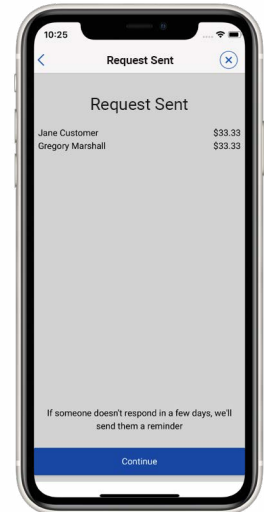 10:25
Request Sent
Request Sent
Jane Customer $33.33
Gregory Marshall $33.33
If someone doesn't respond in a few days, we'll
send them a reminder
Continue